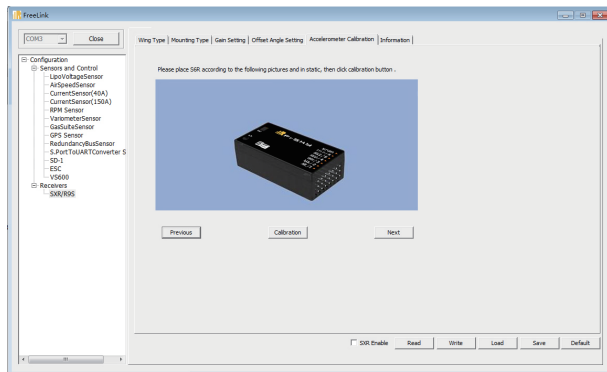 FreeLink
COM3
Close
Configuration
Sensors and Control
LipoVoltageSensor
AirSpeedSensor
CurrentSensor(40A)
CurrentSensor(150A)
RPM Sensor
VariometerSensor
GasSuiteSensor
GPS Sensor
RedundancyBusSensor
S.PortToUARTConverter S
SD-1
ESC
VS600
Receivers
SXR/R9S
Wing Type
Mounting Type
Gain Setting
Offset Angle Setting
Accelerometer Calibration
Information
Please place S6R according to the following pictures and in static, then click calibration button .
Previous
Calibration
Next
SXR Enable
Read
Write
Load
Save
Default